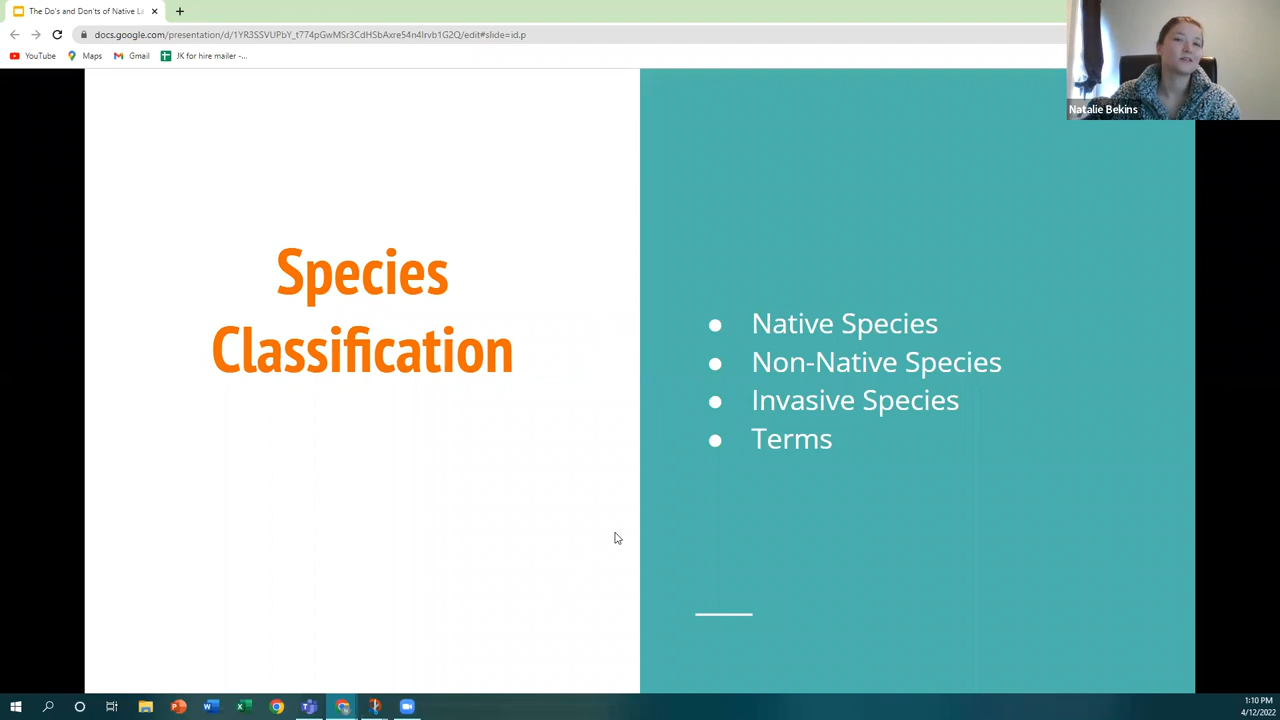 The Do's and Don'ts of Native La
docs.google.com/presentation/d/1YR3SSVUPbY_t774pGwMSr3CdHSbAxre54n4Irvb1G2Q/edit#slide=id.p
YouTube
Maps
Gmail
JK for hire mailer -...
Natalie Bekins
Species
Classification
● Native Species
● Non-Native Species
● Invasive Species
● Terms
1:10 PM
4/12/2022